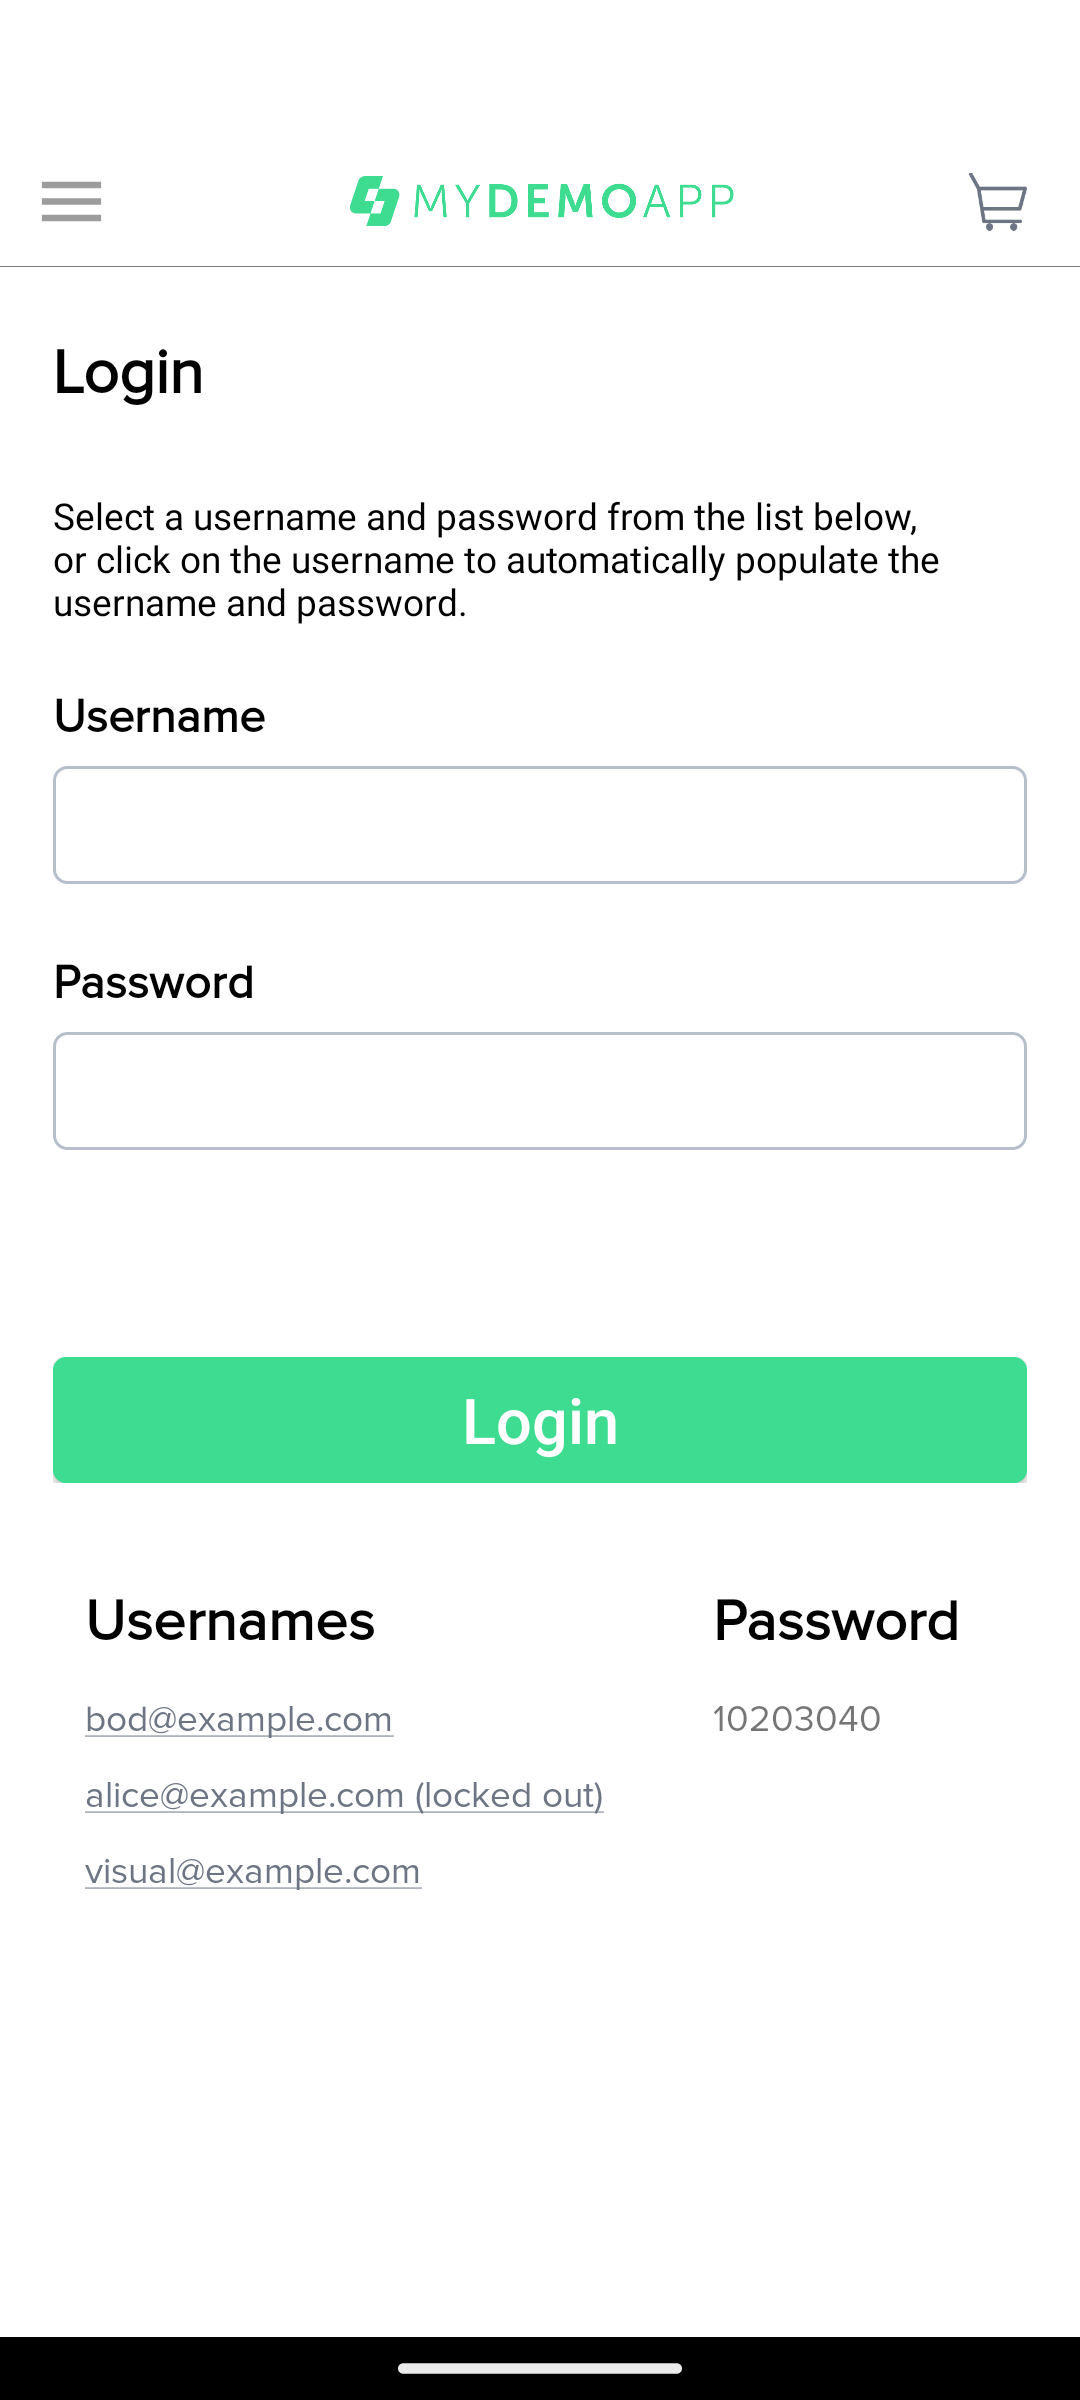 MYDEMOAPP
Login
Select a username and password from the list below,
or click on the username to automatically populate the
username and password.
Username
Password
Login
Usernames
Password
bod@example.com
10203040
alice@example.com (locked out)
visual@example.com